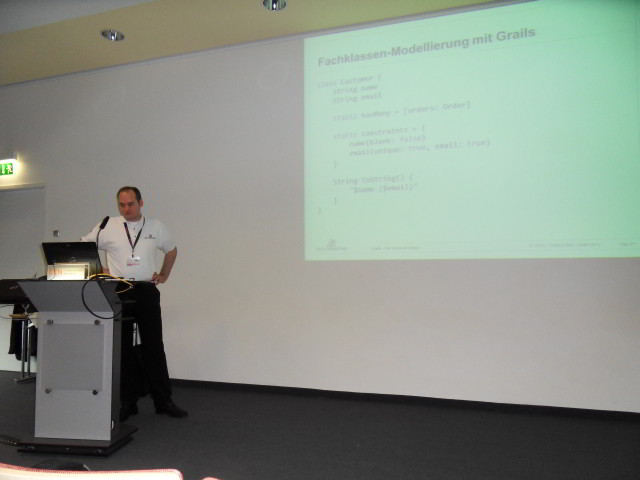 Fachklassen-Modellierung mit Grails
class Customer {
String name
String email
static hasMany = [orders: Order]
static constraints = {
name(blank: false)
email(unique: true, email: true)
}
String toString() {
"$name ($email)"
}
}